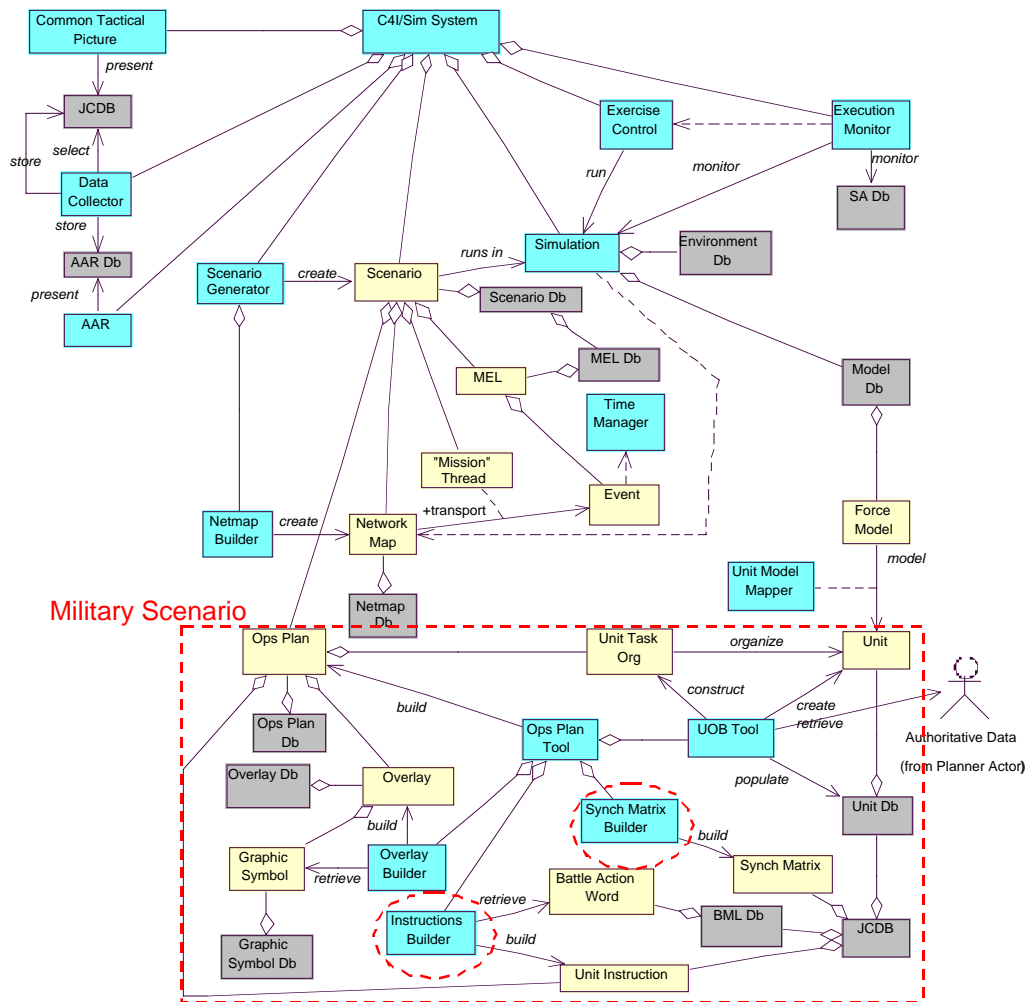 Common Tactical
Picture
C4I/Sim System
present
JCDB
Exercise
Control
Execution
Monitor
store
select
run
monitor
monitor
Data
Collector
SA Db
store
Simulation
Environment
Db
runs in
AAR Db
Scenario
Generator
create
Scenario
present
Scenario Db
AAR
MEL Db
MEL
Model
Db
Time
Manager
"Mission"
Thread
Event
+transport
Netmap
Builder
create
Network
Map
Force
Model
model
Unit Model
Mapper
Netmap
Db
Military Scenario
Ops Plan
Unit Task
Org
organize
Unit
construct
create
build
retrieve
Ops Plan
Db
Ops Plan
Tool
UOB Tool
Authoritative Data
(from Planner Actor)
Overlay Db
Overlay
populate
Unit Db
Synch Matrix
Builder
build
build
Graphic
Symbol
retrieve
Overlay
Builder
Synch Matrix
Battle Action
Word
retrieve
Instructions
Builder
BML Db
JCDB
build
Graphic
Symbol Db
Unit Instruction